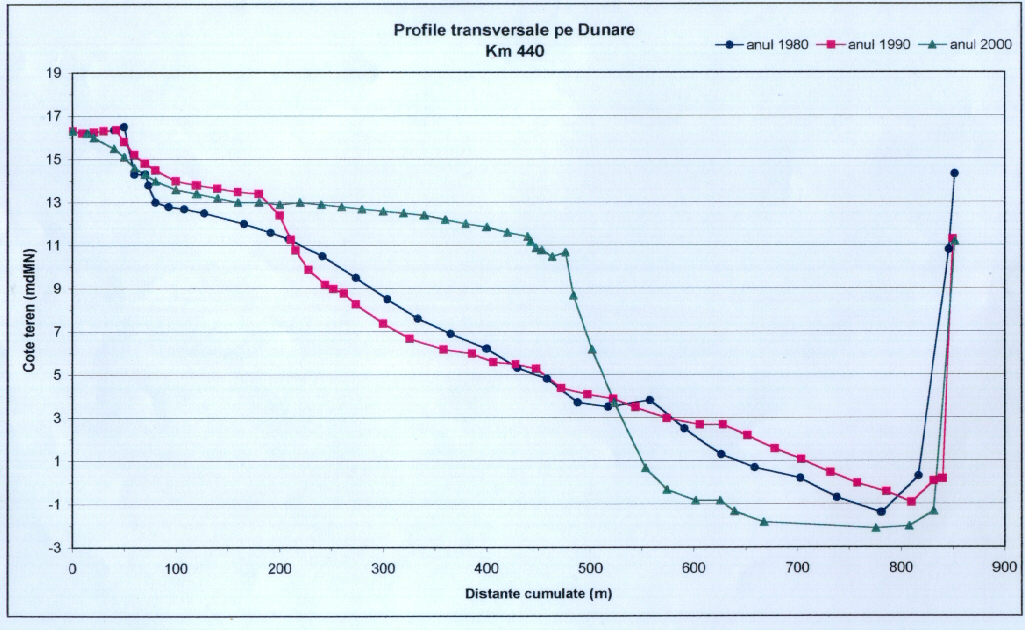 Profile transversale pe Dunare
Km 440
anul 1980 anul 1990 anul 2000
19
17
15
13
11
9
7
5
3
1
-1
-3
Cote teren (mdMN)
0 100 200 300 400 500 600 700 800 900
Distante cumulate (m)